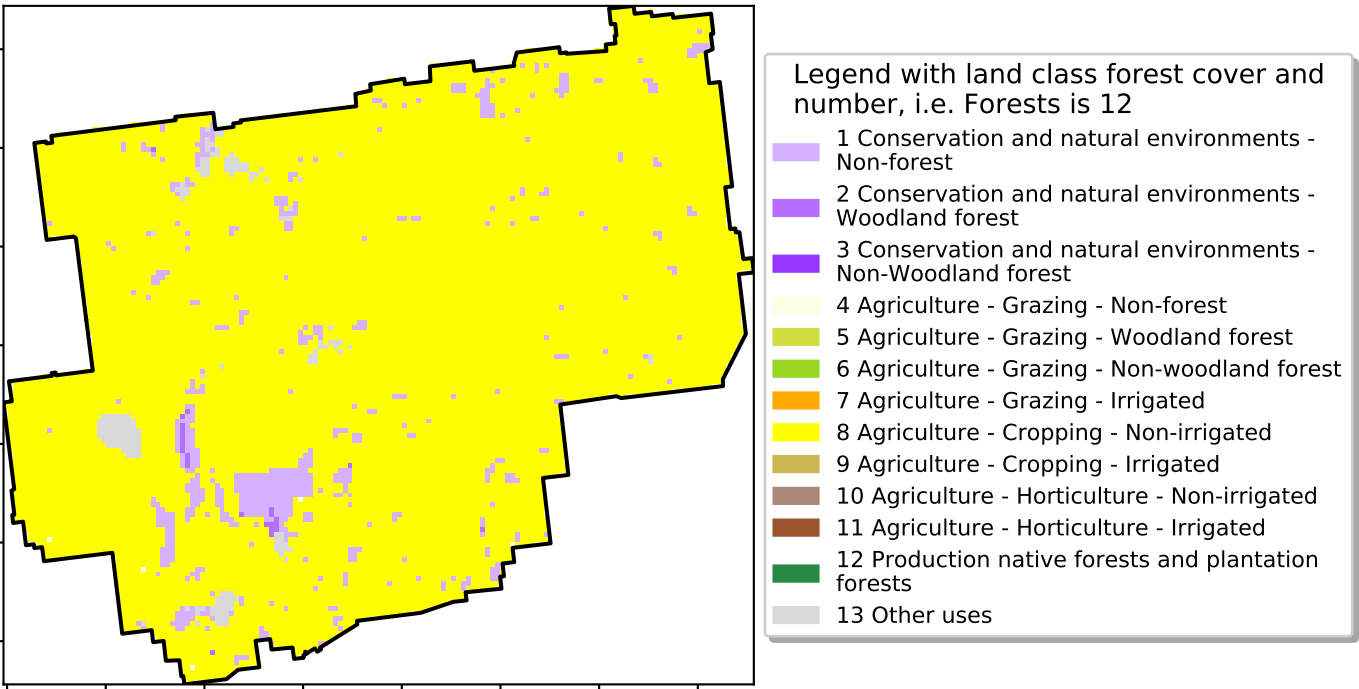 Legend with land class forest cover and
number, i.e. Forests is 12
1 Conservation and natural environments -
Non-forest
2 Conservation and natural environments -
Woodland forest
3 Conservation and natural environments -
Non-Woodland forest
4 Agriculture - Grazing - Non-forest
5 Agriculture - Grazing - Woodland forest
6 Agriculture - Grazing - Non-woodland forest
7 Agriculture - Grazing - Irrigated
8 Agriculture - Cropping - Non-irrigated
9 Agriculture - Cropping - Irrigated
10 Agriculture - Horticulture - Non-irrigated
11 Agriculture - Horticulture - Irrigated
12 Production native forests and plantation
forests
13 Other uses